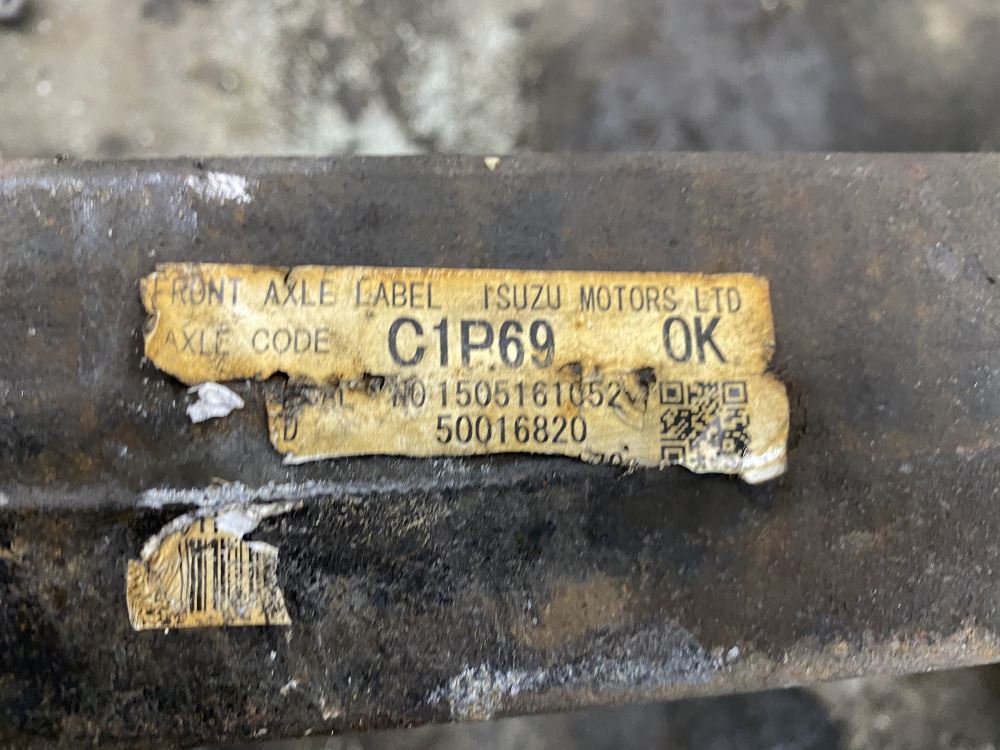 FRONT AXLE LABEL ISUZU MOTORS LTD
AXLE CODE C1P69 OK
NO 1505161052
50016820